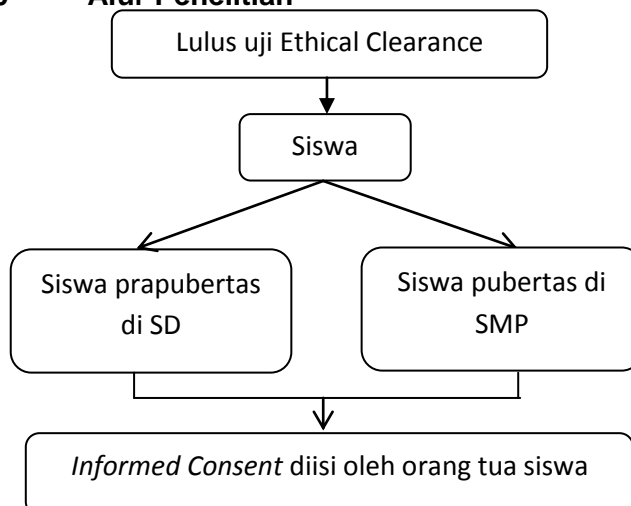 Alur Penelitian
Lulus uji Ethical Clearance
Siswa
Siswa prapubertas
di SD
Siswa pubertas di
SMP
Informed Consent diisi oleh orang tua siswa